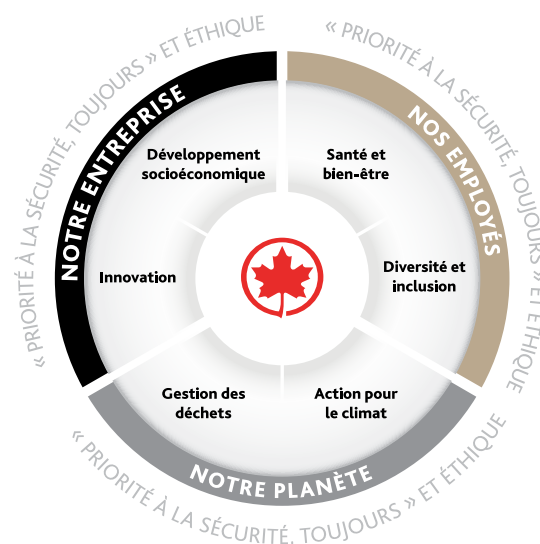 « PRIORITÉ À LA SÉCURITÉ, TOUJOURS » ET ÉTHIQUE
« PRIORITÉ À LA SÉCURITÉ, TOUJOURS » ET ÉTHIQUE
NOTRE ENTREPRISE
NOS EMPLOYÉS
Développement
socioéconomique
Santé et
bien-être
Innovation
Diversité et
inclusion
Gestion des
déchets
Action pour
le climat
NOTRE PLANÈTE
« PRIORITÉ À LA SÉCURITÉ, TOUJOURS » ET ÉTHIQUE